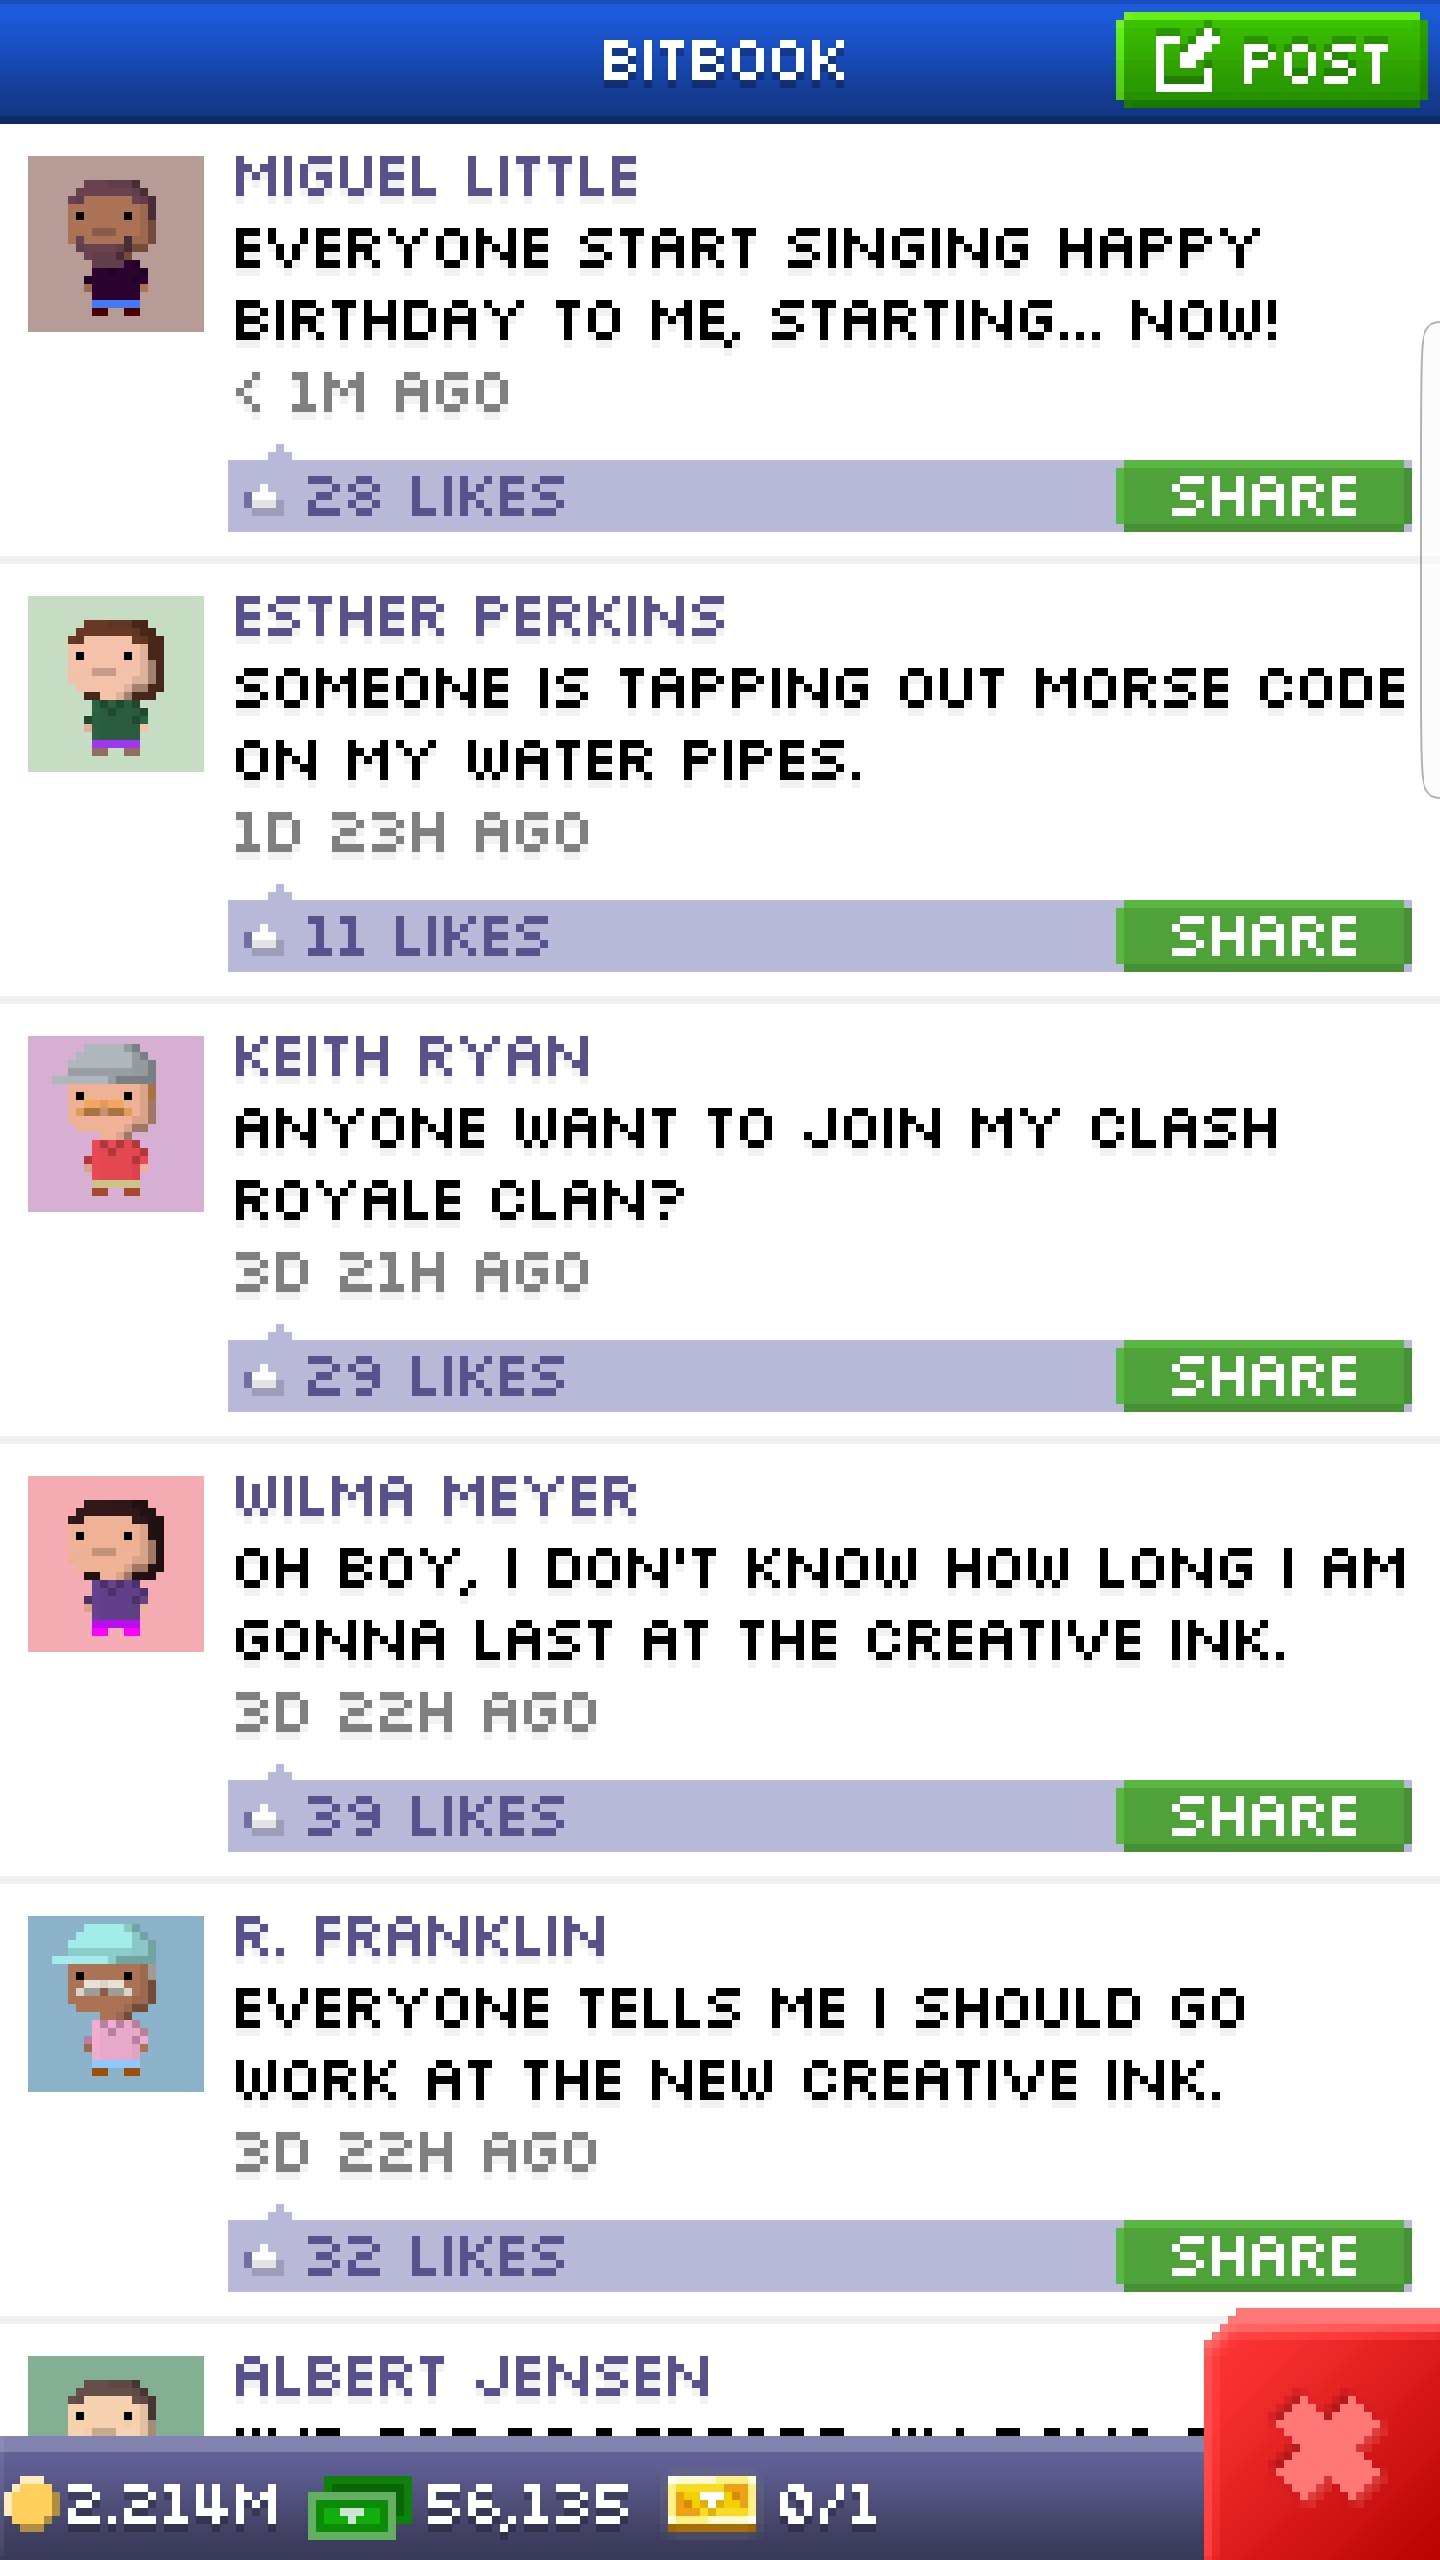 BITBOOK
POST
MIGUEL LITTLE
EVERYONE START SINGING HAPPY
BIRTHDAY TO ME, STARTING... NOW!
< 1M AGO
28 LIKES
SHARE
ESTHER PERKINS
SOMEONE IS TAPPING OUT MORSE CODE
ON MY WATER PIPES.
1D 23H AGO
11 LIKES
SHARE
KEITH RYAN
ANYONE WANT TO JOIN MY CLASH
ROYALE CLAN?
3D 21H AGO
29 LIKES
SHARE
WILMA MEYER
OH BOY, I DON'T KNOW HOW LONG I AM
GONNA LAST AT THE CREATIVE INK.
3D 22H AGO
39 LIKES
SHARE
R. FRANKLIN
EVERYONE TELLS ME I SHOULD GO
WORK AT THE NEW CREATIVE INK.
3D 22H AGO
32 LIKES
SHARE
ALBERT JENSEN
2.214M
56,135
0/1